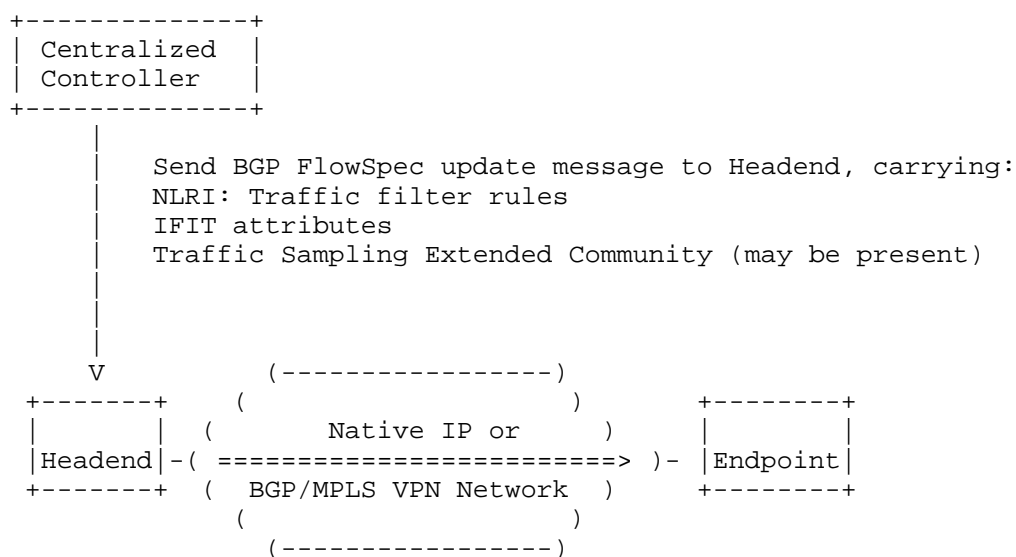 Centralized
Controller
Send BGP FlowSpec update message to Headend, carrying:
NLRI: Traffic filter rules
IFIT attributes
Traffic Sampling Extended Community (may be present)
V
Native IP or
Headend
Endpoint
BGP/MPLS VPN Network